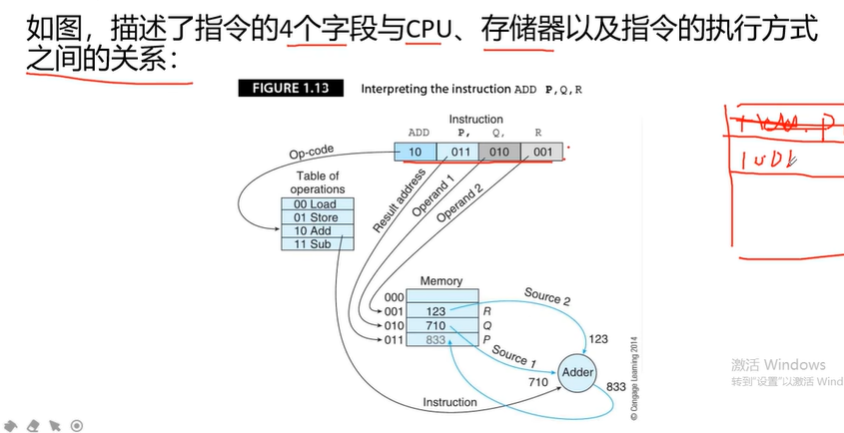 如图，描述了指令的4个字段与CPU、存储器以及指令的执行方式
之间的关系：
FIGURE 1.13 Interpreting the instruction ADD P,Q,R
Instruction
ADD P, Q, R
10 011 010 001
Op-code
Table of
operations
00 Load
01 Store
10 Add
11 Sub
Result address
Operand 1
Operand 2
Memory
000
001 123 R
010 710 Q
011 833 P
Source 2
123
Source 1
710
Adder
833
Instruction
© Cengage Learning 2014
激活 Windows
转到"设置"以激活 Wind